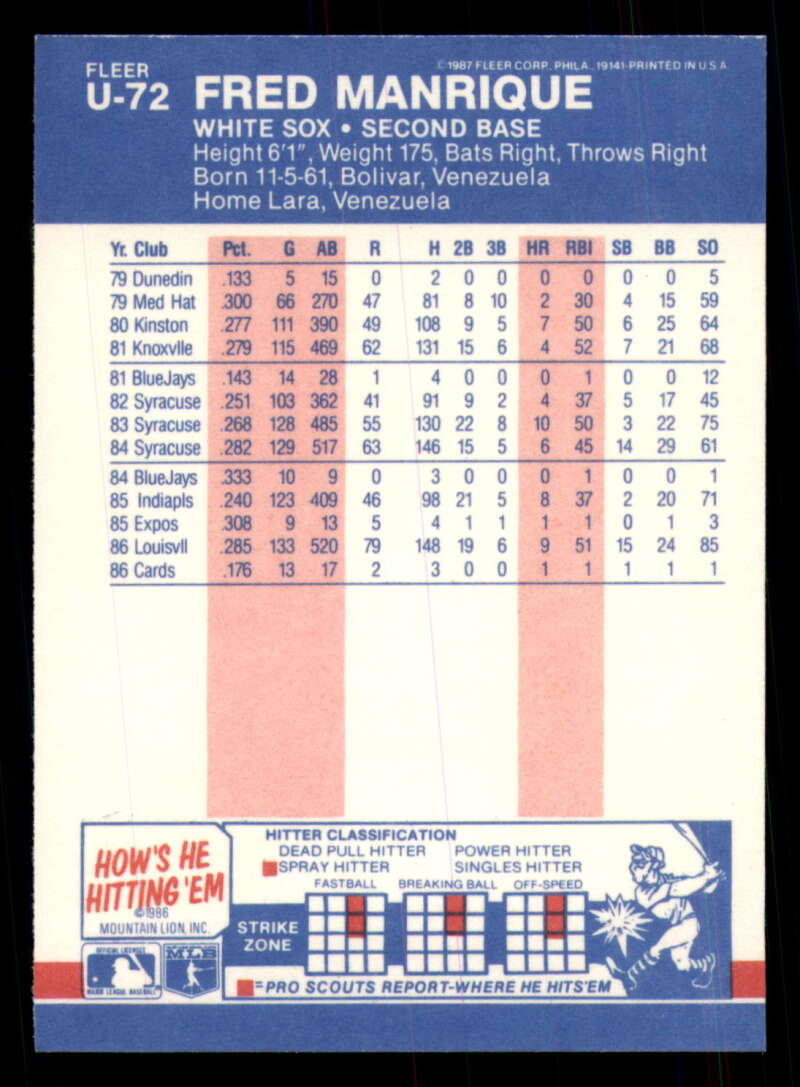 FLEER
U-72 FRED MANRIQUE
© 1987 FLEER CORP. PHILA., 19141-PRINTED IN U.S.A.
WHITE SOX • SECOND BASE
Height 6'1", Weight 175, Bats Right, Throws Right
Born 11-5-61, Bolivar, Venezuela
Home Lara, Venezuela
Yr. Club Pct. G AB R H 2B 3B HR RBI SB BB SO
79 Dunedin .133 5 15 0 2 0 0 0 0 0 0 5
79 Med Hat .300 66 270 47 81 8 10 2 30 4 15 59
80 Kinston .277 111 390 49 108 9 5 7 50 6 25 64
81 Knoxvlle .279 115 469 62 131 15 6 4 52 7 21 68
81 BlueJays .143 14 28 1 4 0 0 0 1 0 0 12
82 Syracuse .251 103 362 41 91 9 2 4 37 5 17 45
83 Syracuse .268 128 485 55 130 22 8 10 50 3 22 75
84 Syracuse .282 129 517 63 146 15 5 6 45 14 29 61
84 BlueJays .333 10 9 0 3 0 0 0 1 0 0 1
85 Indiapls .240 123 409 46 98 21 5 8 37 2 20 71
85 Expos .308 9 13 5 4 1 1 1 1 0 1 3
86 Louisvll .285 133 520 79 148 19 6 9 51 15 24 85
86 Cards .176 13 17 2 3 0 0 1 1 1 1 1
HOW'S HE
HITTING 'EM
©1986
MOUNTAIN LION, INC.
HITTER CLASSIFICATION
DEAD PULL HITTER POWER HITTER
SPRAY HITTER SINGLES HITTER
FASTBALL BREAKING BALL OFF-SPEED
STRIKE
ZONE
=PRO SCOUTS REPORT-WHERE HE HITS'EM
OFFICIAL LICENSEE
MAJOR LEAGUE BASEBALL
MLB